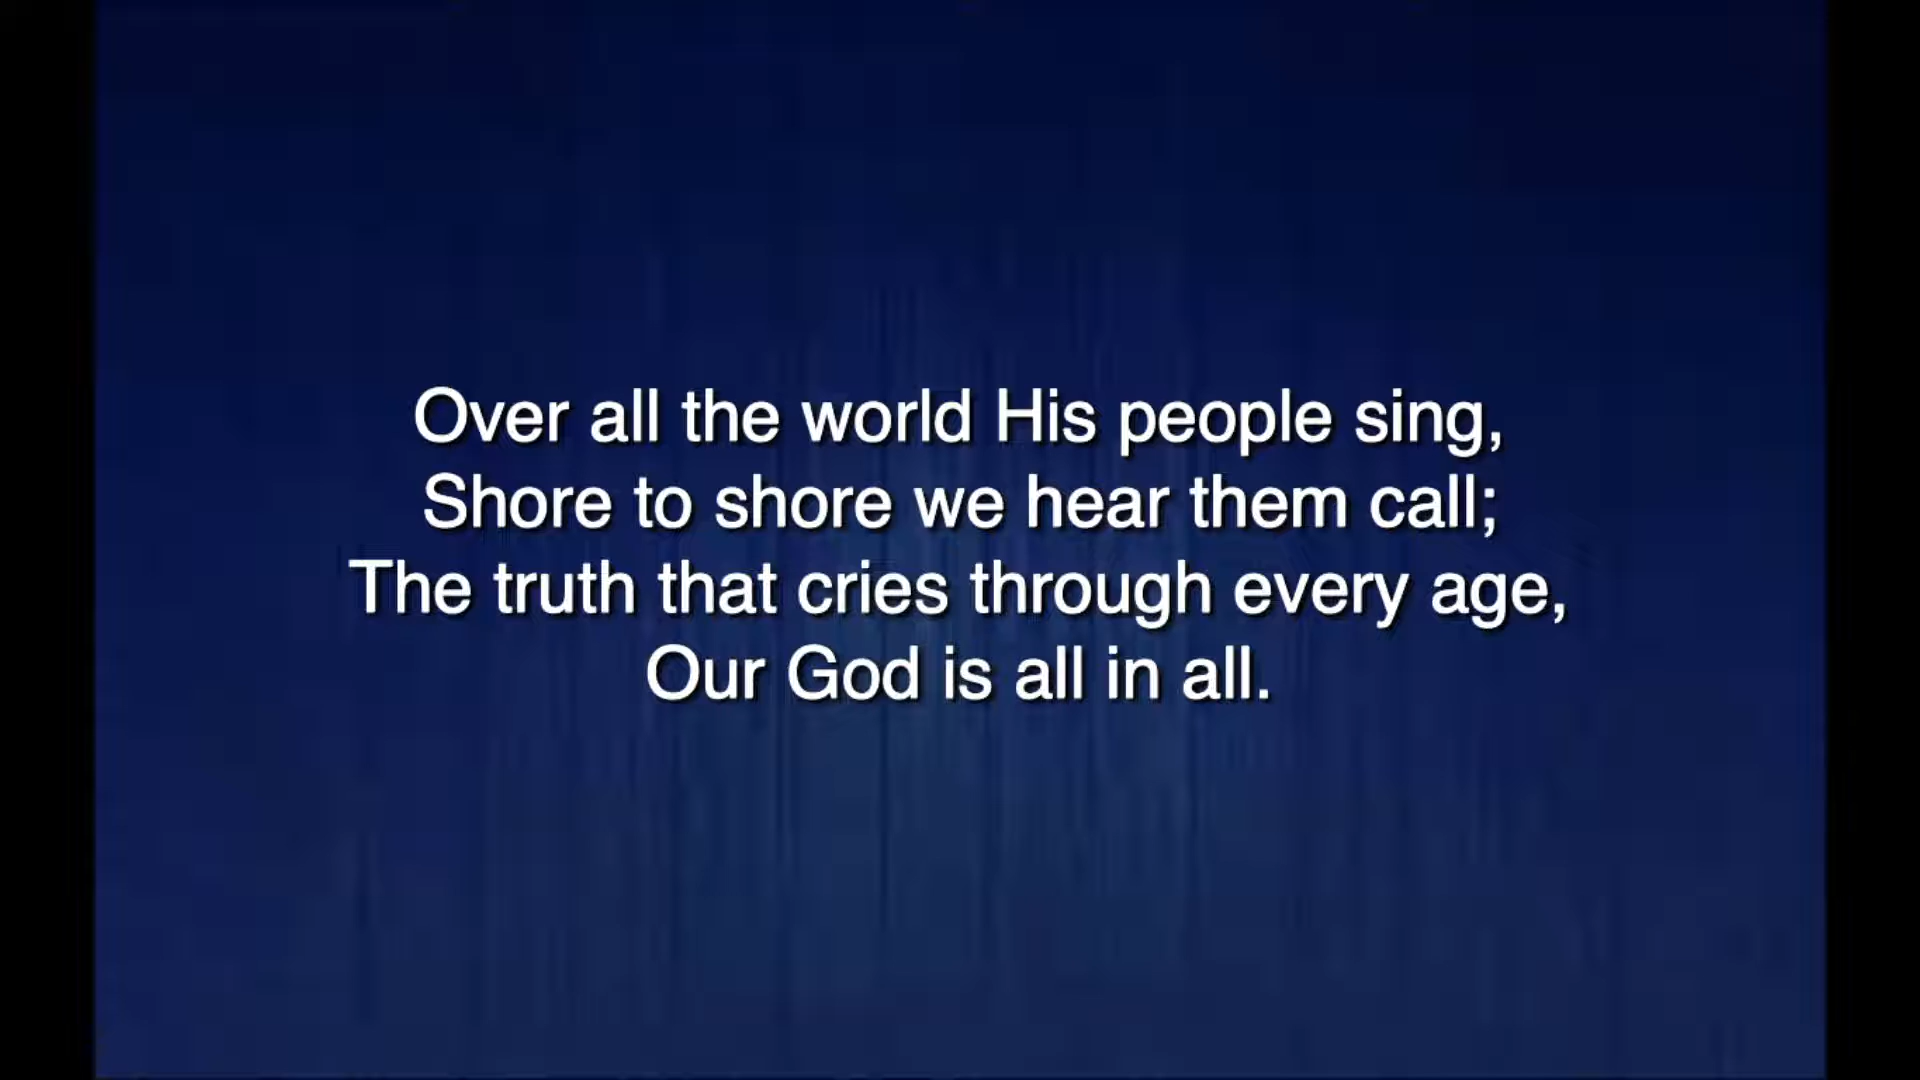 Over all the world His people sing,
Shore to shore we hear them call;
The truth that cries through every age,
Our God is all in all.